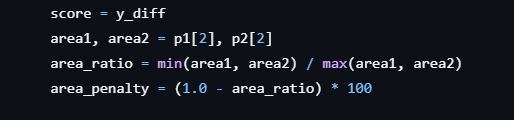 score = y_diff
area1, area2 = p1[2], p2[2]
area_ratio = min(area1, area2) / max(area1, area2)
area_penalty = (1.0 - area_ratio) * 100